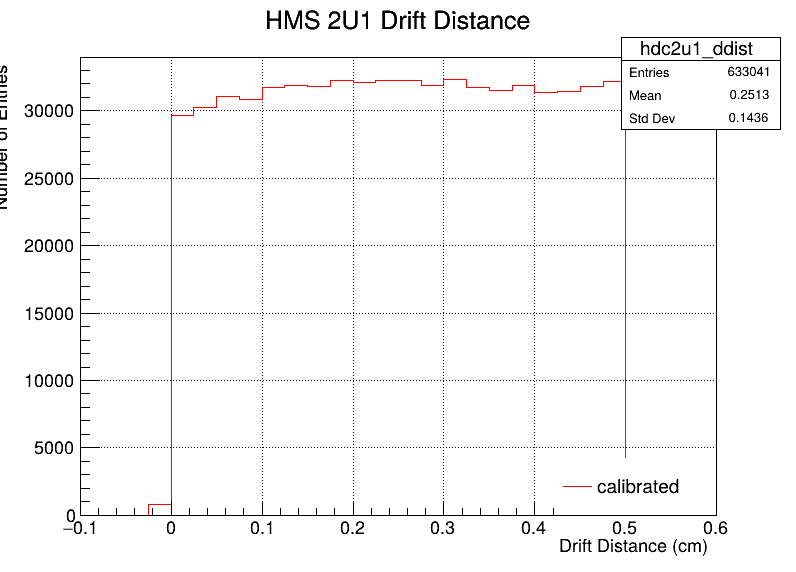 HMS 2U1 Drift Distance
hdc2u1_ddist
Entries 633041
Mean 0.2513
Std Dev 0.1436
Number of Entries
30000
25000
20000
15000
10000
5000
0
calibrated
−0.1 0 0.1 0.2 0.3 0.4 0.5 0.6
Drift Distance (cm)